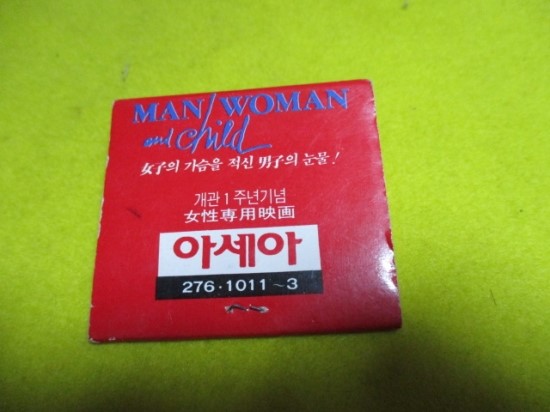 MAN/WOMAN
and child
女子의 가슴을 적신 男子의 눈물!
개관 1 주년기념
女性専用映画
아세아
276·1011~3